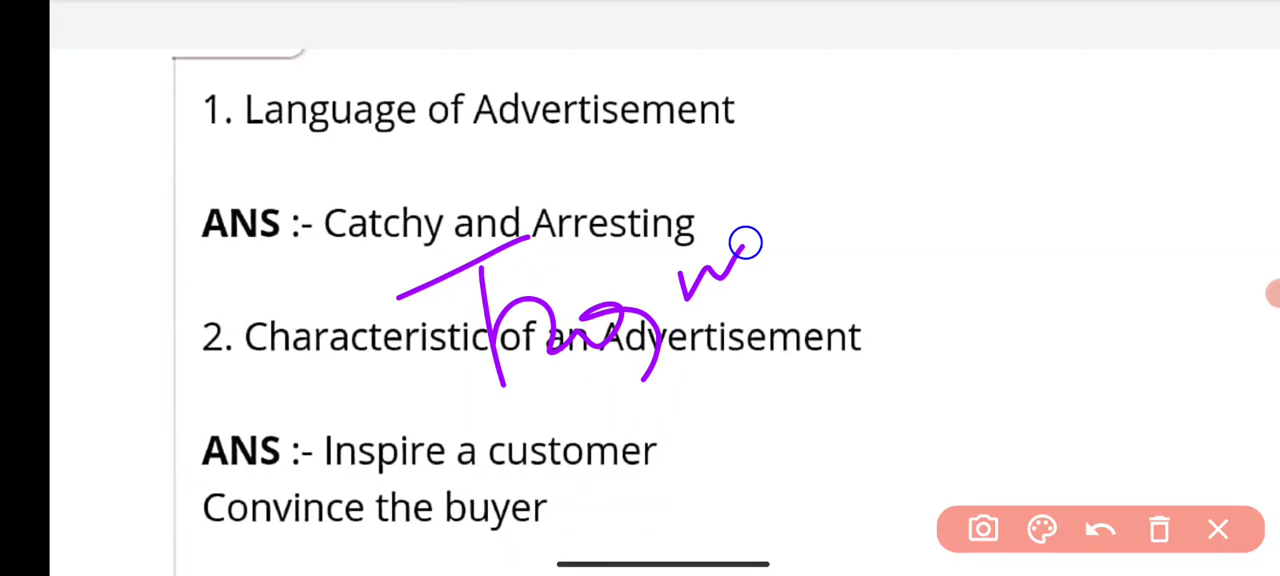 1. Language of Advertisement
ANS :- Catchy and Arresting
2. Characteristic of an Advertisement
ANS :- Inspire a customer
Convince the buyer